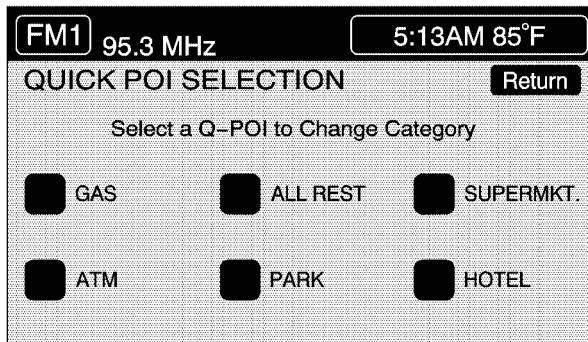 FM1 95.3 MHz 5:13AM 85°F
QUICK POI SELECTION Return
Select a Q-POI to Change Category
GAS ALL REST SUPERMKT.
ATM PARK HOTEL